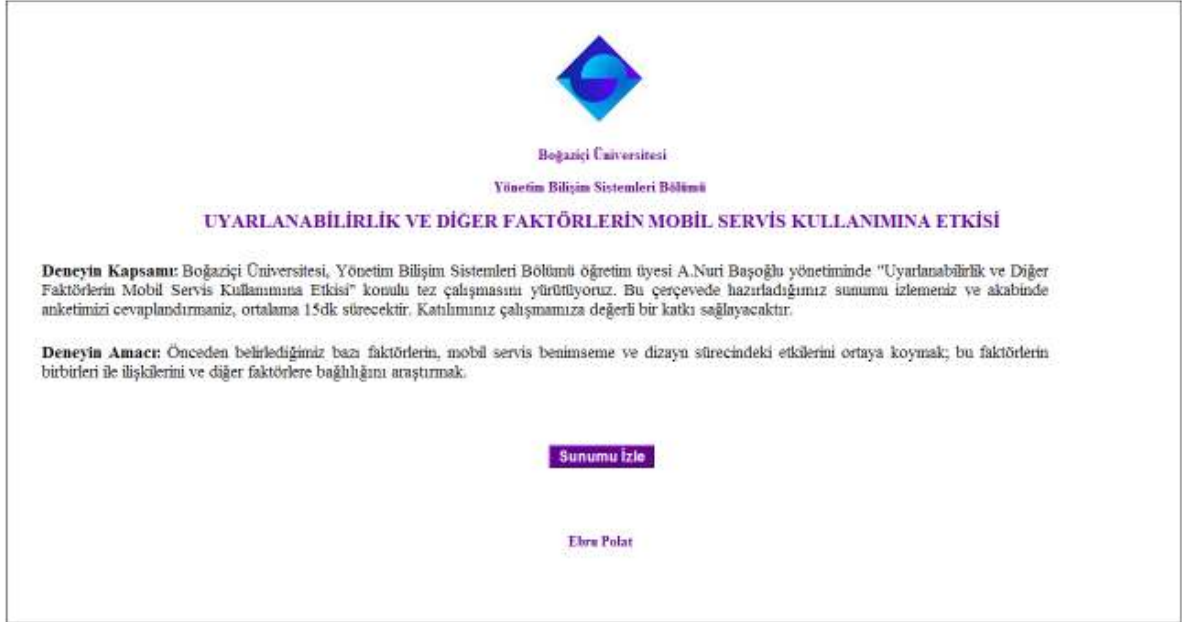 Boğaziçi Üniversitesi
Yönetim Bilişim Sistemleri Bölümü
UYARLANABİLİRLİK VE DİĞER FAKTÖRLERİN MOBİL SERVİS KULLANIMINA ETKİSİ
Deneyin Kapsamı: Boğaziçi Üniversitesi, Yönetim Bilişim Sistemleri Bölümü öğretim üyesi A.Nuri Başoğlu yönetiminde "Uyarlanabilirlik ve Diğer
Faktörlerin Mobil Servis Kullanımına Etkisi" konulu tez çalışmasını yürütüyoruz. Bu çerçevede hazırladığımız sunumu izlemeniz ve akabinde
anketimizi cevaplandırmaniz, ortalama 15dk sürecektir. Katılımınız çalışmamıza değerli bir katkı sağlayacaktır.
Deneyin Amacı: Önceden belirlediğimiz bazı faktörlerin, mobil servis benimseme ve dizayn sürecindeki etkilerini ortaya koymak; bu faktörlerin
birbirleri ile ilişkilerini ve diğer faktörlere bağlılığını araştırmak.
Sunumu İzle
Ebru Polat